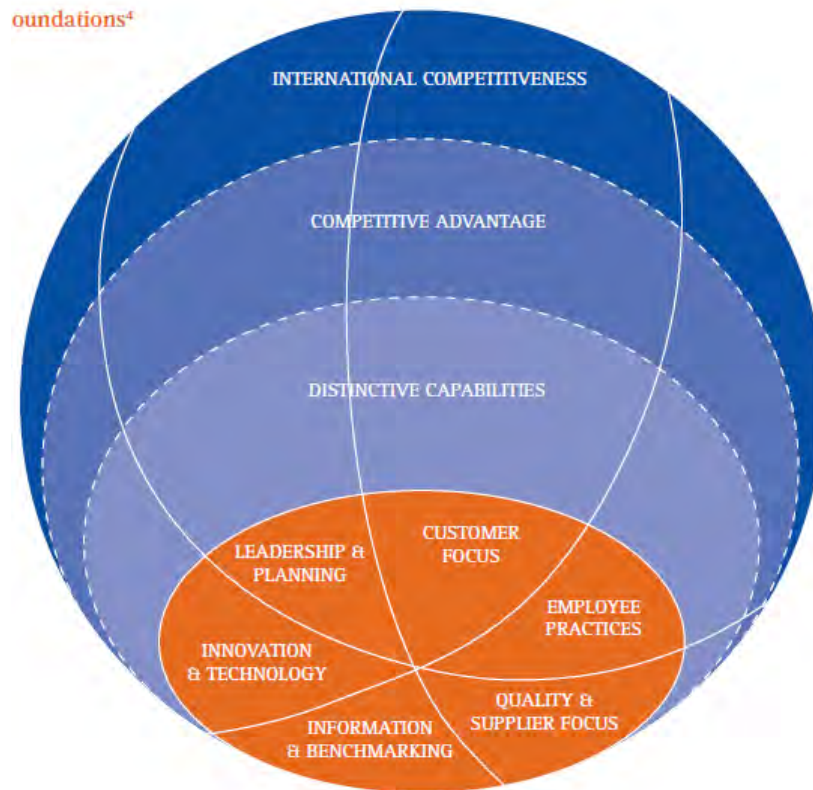 oundations⁴
INTERNATIONAL COMPETITIVENESS
COMPETITIVE ADVANTAGE
DISTINCTIVE CAPABILITIES
LEADERSHIP &
PLANNING
CUSTOMER
FOCUS
EMPLOYEE
PRACTICES
INNOVATION
& TECHNOLOGY
QUALITY &
SUPPLIER FOCUS
INFORMATION
& BENCHMARKING